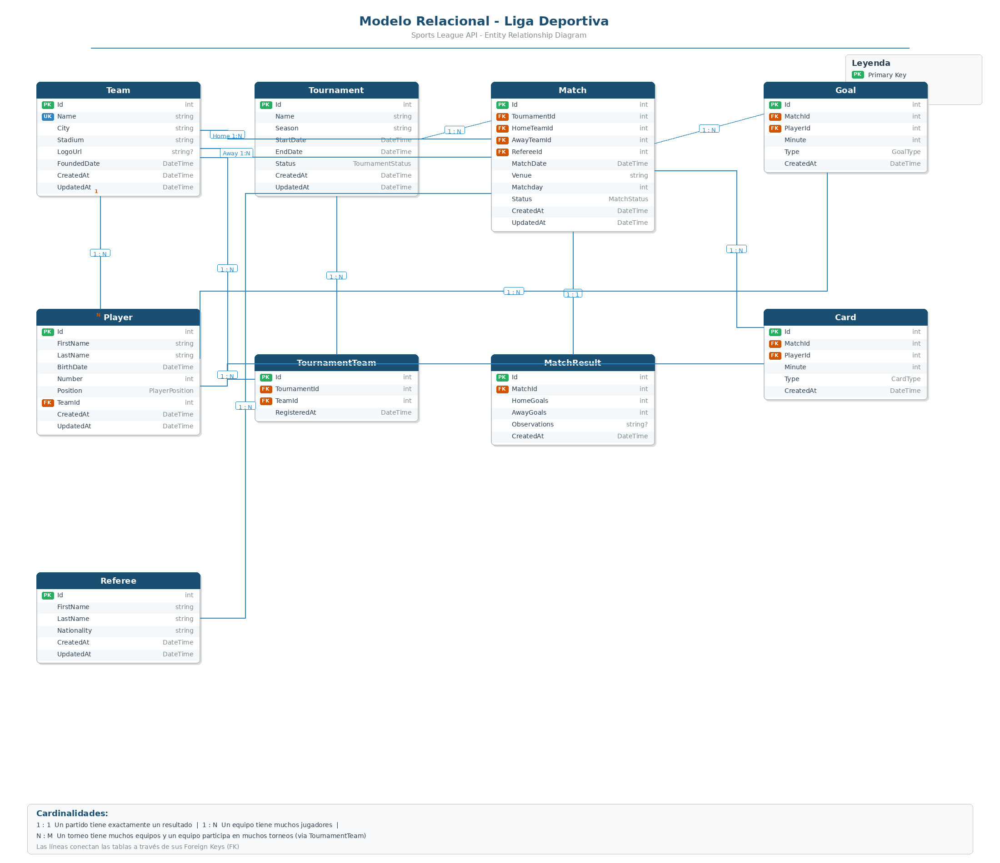 Modelo Relacional - Liga Deportiva
Sports League API - Entity Relationship Diagram
Leyenda
PK Primary Key
Team
PK Id int
UK Name string
City string
Stadium string
LogoUrl string?
FoundedDate DateTime
CreatedAt DateTime
UpdatedAt DateTime
1
Tournament
PK Id int
Name string
Season string
StartDate DateTime
EndDate DateTime
Status TournamentStatus
CreatedAt DateTime
UpdatedAt DateTime
Match
PK Id int
FK TournamentId int
FK HomeTeamId int
FK AwayTeamId int
FK RefereeId int
MatchDate DateTime
Venue string
Matchday int
Status MatchStatus
CreatedAt DateTime
UpdatedAt DateTime
Goal
PK Id int
FK MatchId int
FK PlayerId int
Minute int
Type GoalType
CreatedAt DateTime
Home 1:N
Away 1:N
1 : N
1 : N
1 : N
1 : N
1 : N
1 : N
1 : N
1 : 1
N
Player
PK Id int
FirstName string
LastName string
BirthDate DateTime
Number int
Position PlayerPosition
FK TeamId int
CreatedAt DateTime
UpdatedAt DateTime
1 : N
1 : N
TournamentTeam
PK Id int
FK TournamentId int
FK TeamId int
RegisteredAt DateTime
MatchResult
PK Id int
FK MatchId int
HomeGoals int
AwayGoals int
Observations string?
CreatedAt DateTime
Card
PK Id int
FK MatchId int
FK PlayerId int
Minute int
Type CardType
CreatedAt DateTime
Referee
PK Id int
FirstName string
LastName string
Nationality string
CreatedAt DateTime
UpdatedAt DateTime
Cardinalidades:
1 : 1 Un partido tiene exactamente un resultado | 1 : N Un equipo tiene muchos jugadores |
N : M Un torneo tiene muchos equipos y un equipo participa en muchos torneos (via TournamentTeam)
Las líneas conectan las tablas a través de sus Foreign Keys (FK)